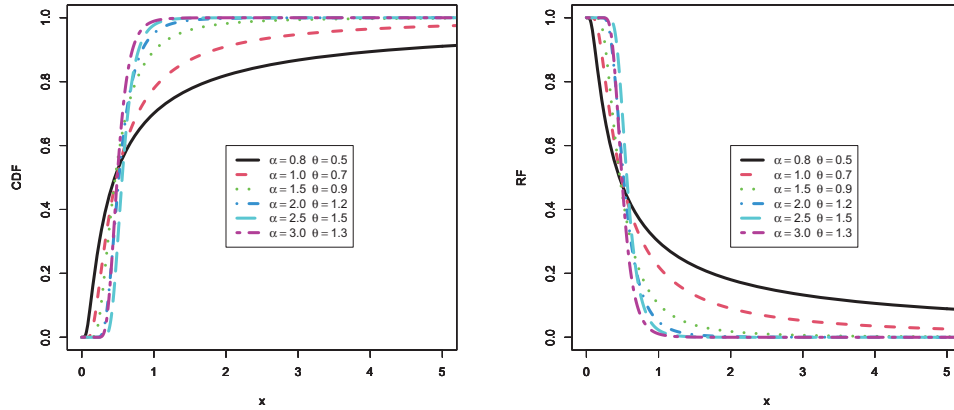 CDF
1.0
0.8
0.6
0.4
0.2
0.0
α = 0.8 θ = 0.5
α = 1.0 θ = 0.7
α = 1.5 θ = 0.9
α = 2.0 θ = 1.2
α = 2.5 θ = 1.5
α = 3.0 θ = 1.3
0 1 2 3 4 5
x
RF
1.0
0.8
0.6
0.4
0.2
0.0
α = 0.8 θ = 0.5
α = 1.0 θ = 0.7
α = 1.5 θ = 0.9
α = 2.0 θ = 1.2
α = 2.5 θ = 1.5
α = 3.0 θ = 1.3
0 1 2 3 4 5
x